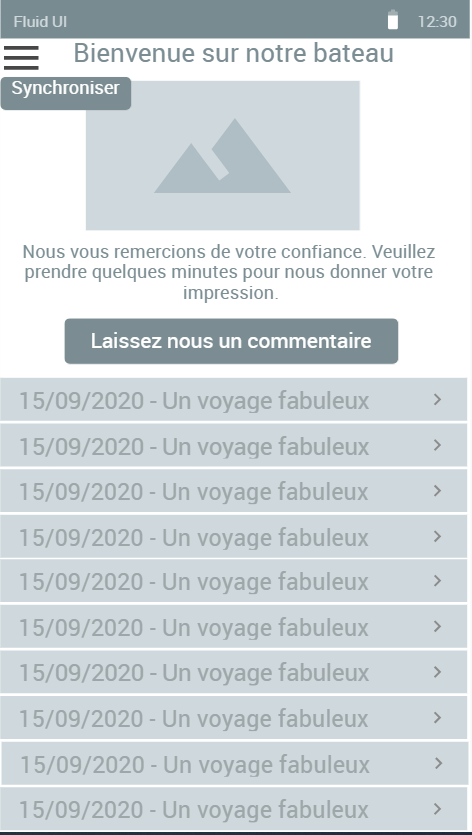 Fluid UI 12:30
Bienvenue sur notre bateau
Synchroniser
Nous vous remercions de votre confiance. Veuillez
prendre quelques minutes pour nous donner votre
impression.
Laissez nous un commentaire
15/09/2020 - Un voyage fabuleux
15/09/2020 - Un voyage fabuleux
15/09/2020 - Un voyage fabuleux
15/09/2020 - Un voyage fabuleux
15/09/2020 - Un voyage fabuleux
15/09/2020 - Un voyage fabuleux
15/09/2020 - Un voyage fabuleux
15/09/2020 - Un voyage fabuleux
15/09/2020 - Un voyage fabuleux
15/09/2020 - Un voyage fabuleux